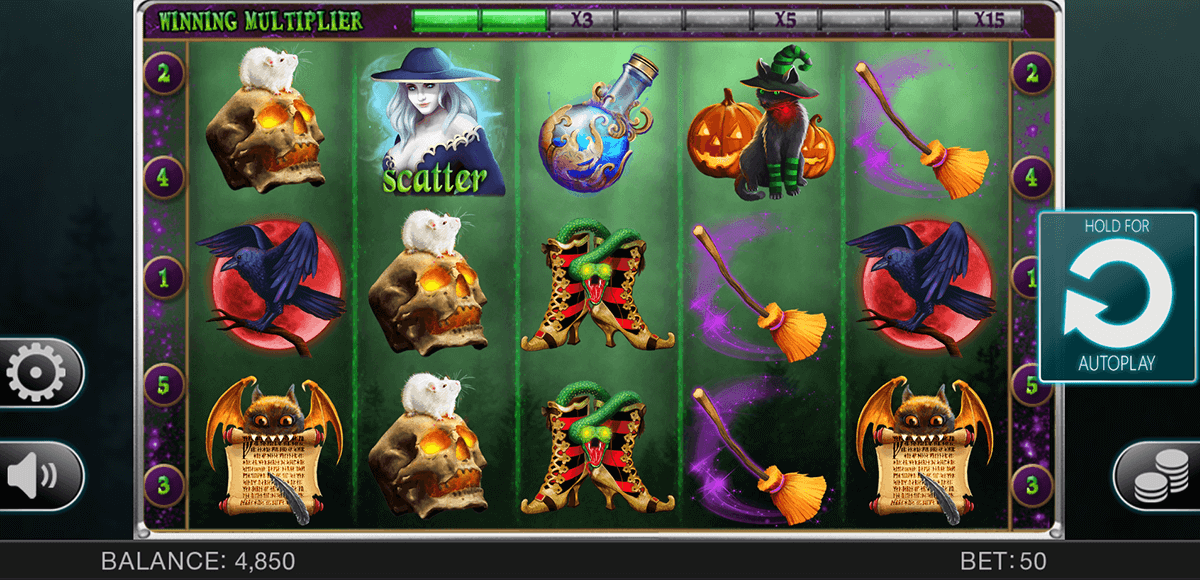 WINNING MULTIPLIER
X3 X5 X15
2 2
scatter
4 4
HOLD FOR
1 1
AUTOPLAY
5 5
3 3
BALANCE: 4,850
BET: 50